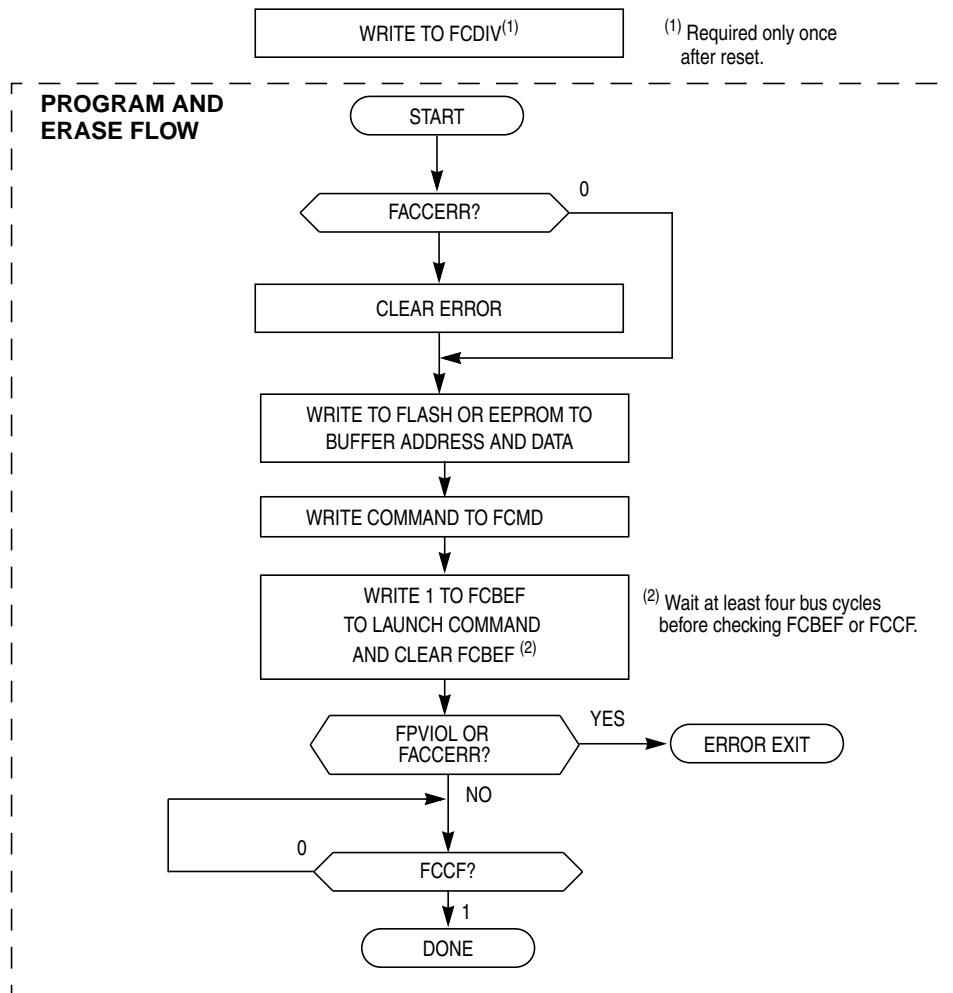 WRITE TO FCDIV(1)
(1) Required only once
after reset.
PROGRAM AND
ERASE FLOW
START
0
FACCERR?
CLEAR ERROR
WRITE TO FLASH OR EEPROM TO
BUFFER ADDRESS AND DATA
WRITE COMMAND TO FCMD
WRITE 1 TO FCBEF
TO LAUNCH COMMAND
AND CLEAR FCBEF (2)
(2) Wait at least four bus cycles
before checking FCBEF or FCCF.
FPVIOL OR
FACCERR?
YES
ERROR EXIT
NO
0
FCCF?
1
DONE